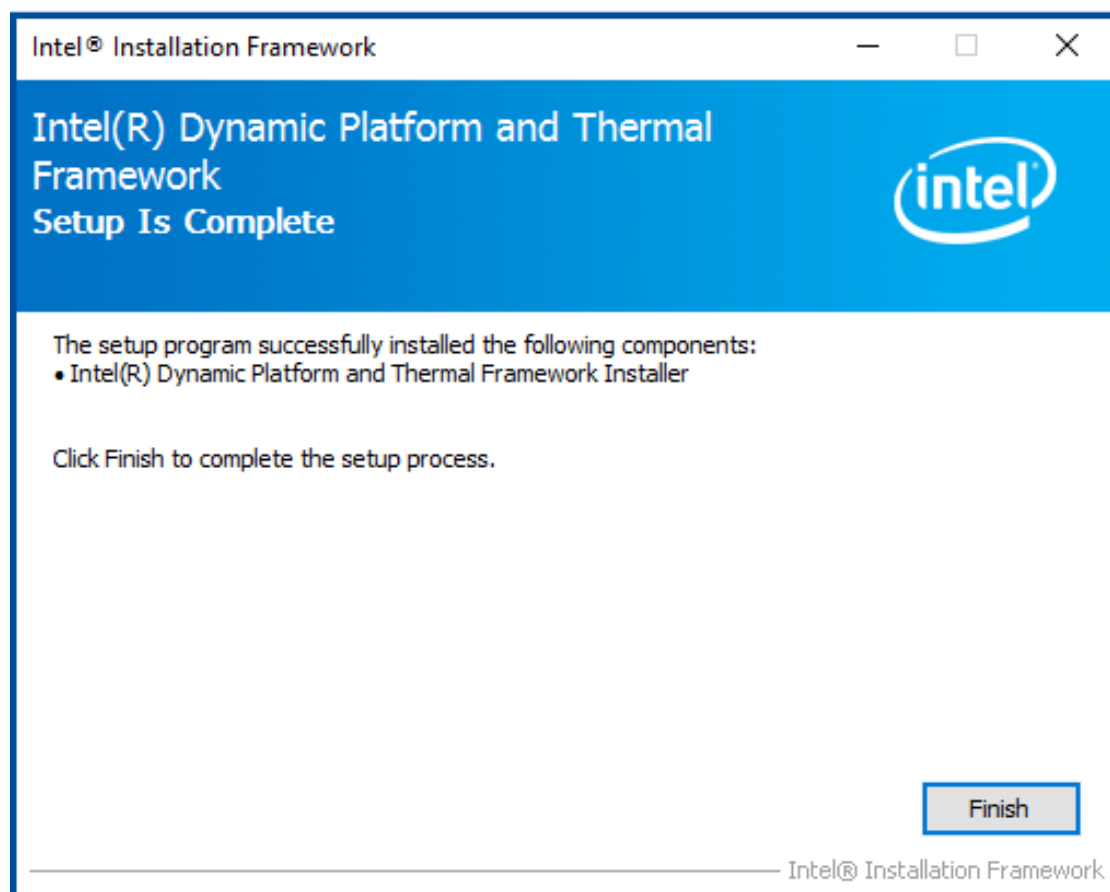 Intel® Installation Framework
Intel(R) Dynamic Platform and Thermal
Framework
Setup Is Complete
intel
The setup program successfully installed the following components:
• Intel(R) Dynamic Platform and Thermal Framework Installer
Click Finish to complete the setup process.
Finish
Intel® Installation Framework